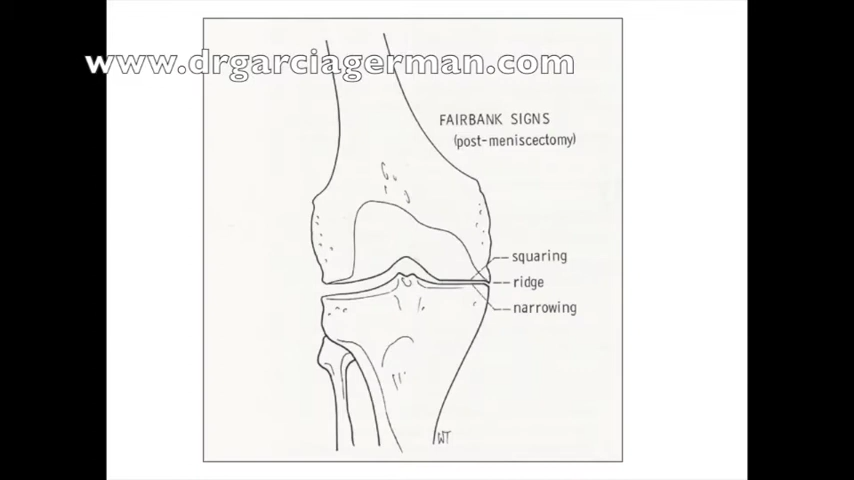 www.drgarciagerman.com
FAIRBANK SIGNS
(post-meniscectomy)
squaring
ridge
narrowing
WT